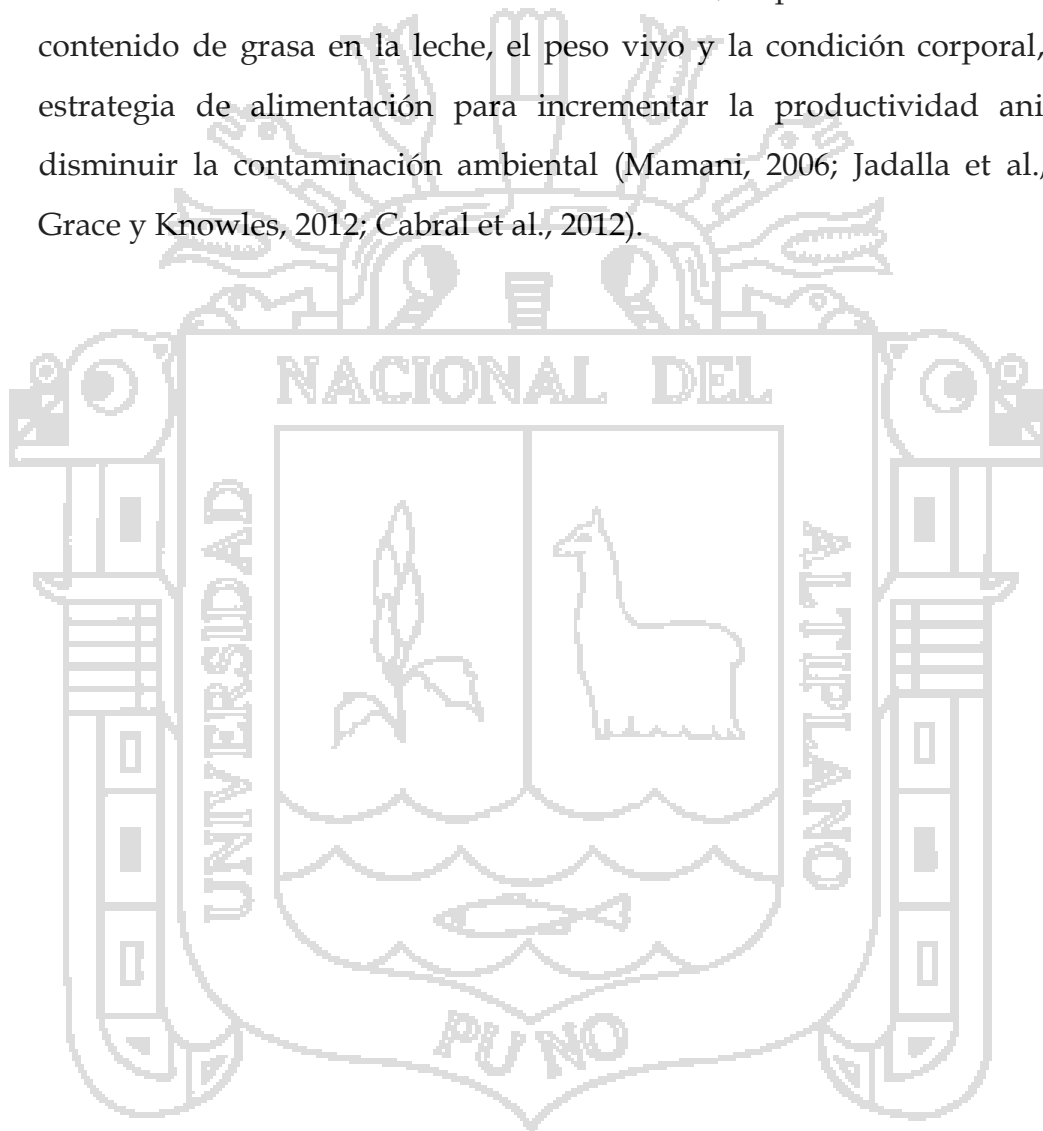 contenido de grasa en la leche, el peso vivo y la condición corporal,
estrategia de alimentación para incrementar la productividad ani
disminuir la contaminación ambiental (Mamani, 2006; Jadalla et al.,
Grace y Knowles, 2012; Cabral et al., 2012).
NACIONAL DEL
UNIVERSIDAD
ALTIPLANO
PUNO